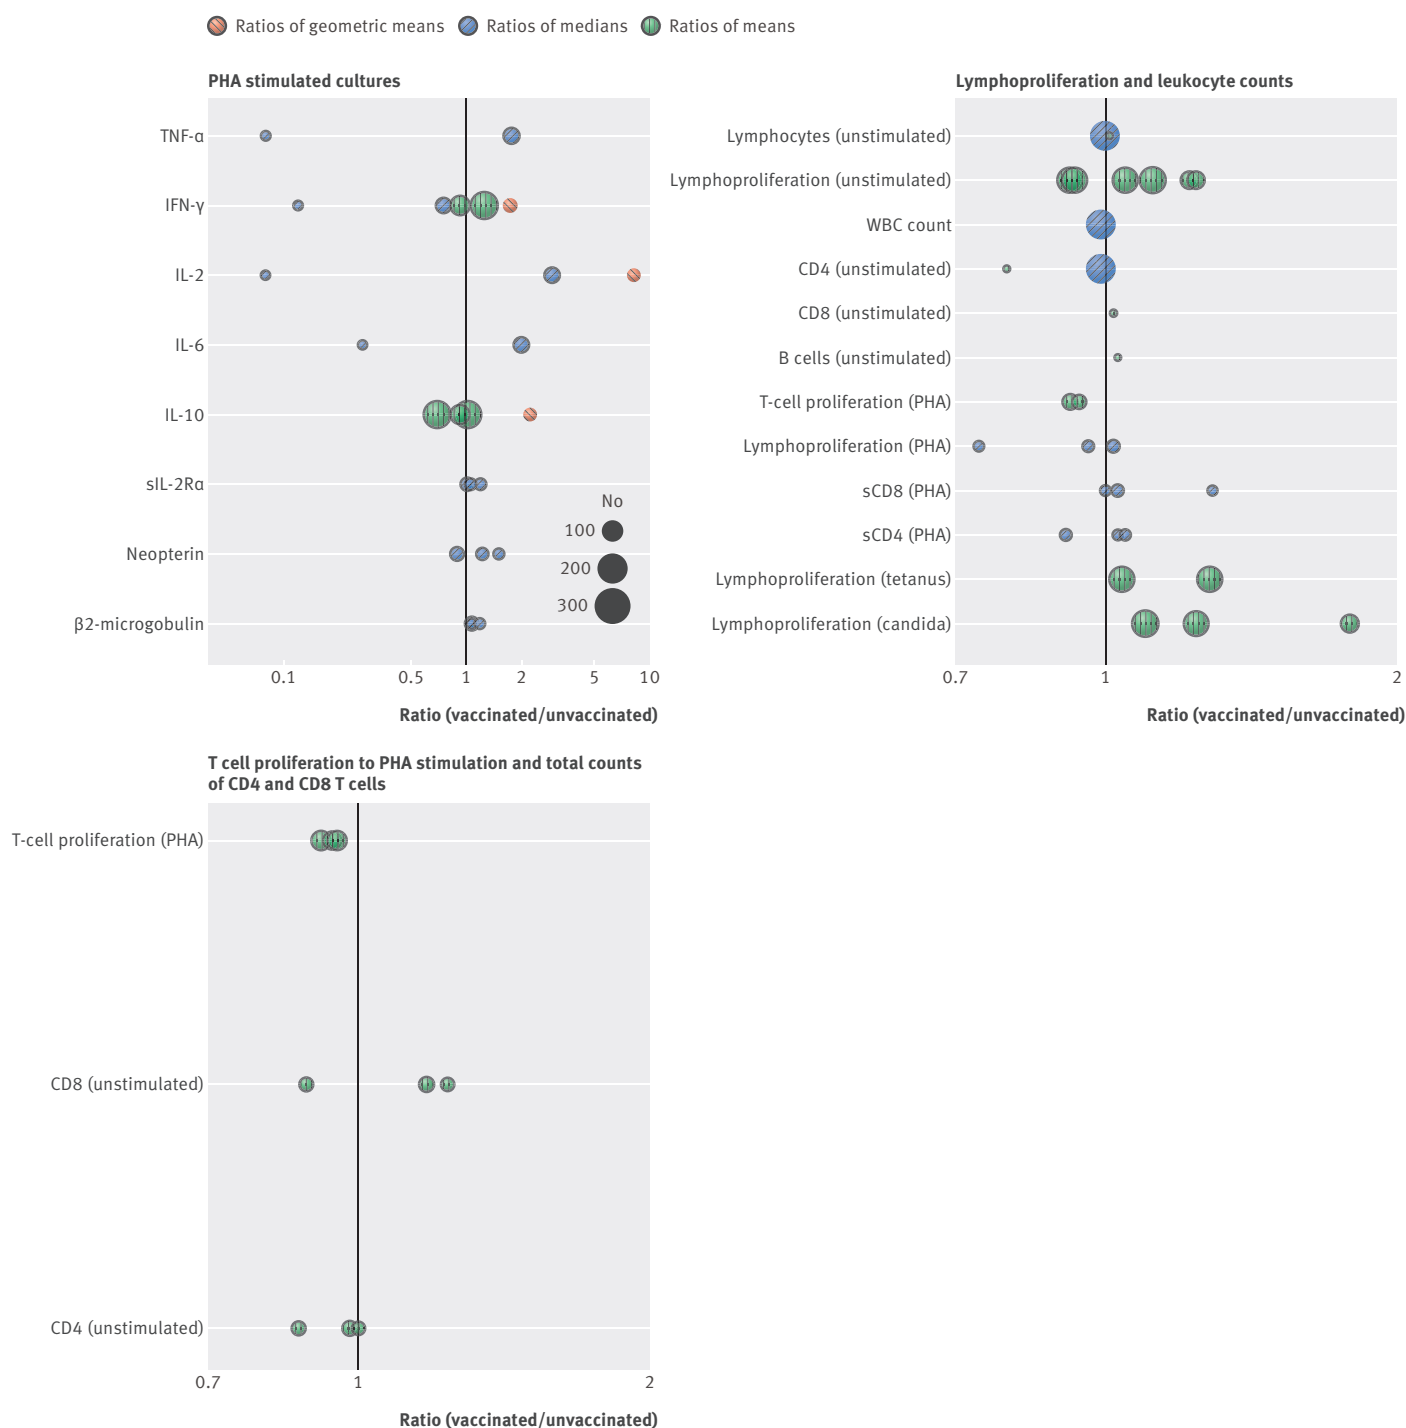 Ratios of geometric means Ratios of medians Ratios of means
PHA stimulated cultures
TNF-α
IFN-γ
IL-2
IL-6
IL-10
sIL-2Rα
Neopterin
β2-microgobulin
No
100
200
300
0.1 0.5 1 2 5 10
Ratio (vaccinated/unvaccinated)
Lymphoproliferation and leukocyte counts
Lymphocytes (unstimulated)
Lymphoproliferation (unstimulated)
WBC count
CD4 (unstimulated)
CD8 (unstimulated)
B cells (unstimulated)
T-cell proliferation (PHA)
Lymphoproliferation (PHA)
sCD8 (PHA)
sCD4 (PHA)
Lymphoproliferation (tetanus)
Lymphoproliferation (candida)
0.7 1 2
Ratio (vaccinated/unvaccinated)
T cell proliferation to PHA stimulation and total counts
of CD4 and CD8 T cells
T-cell proliferation (PHA)
CD8 (unstimulated)
CD4 (unstimulated)
0.7 1 2
Ratio (vaccinated/unvaccinated)